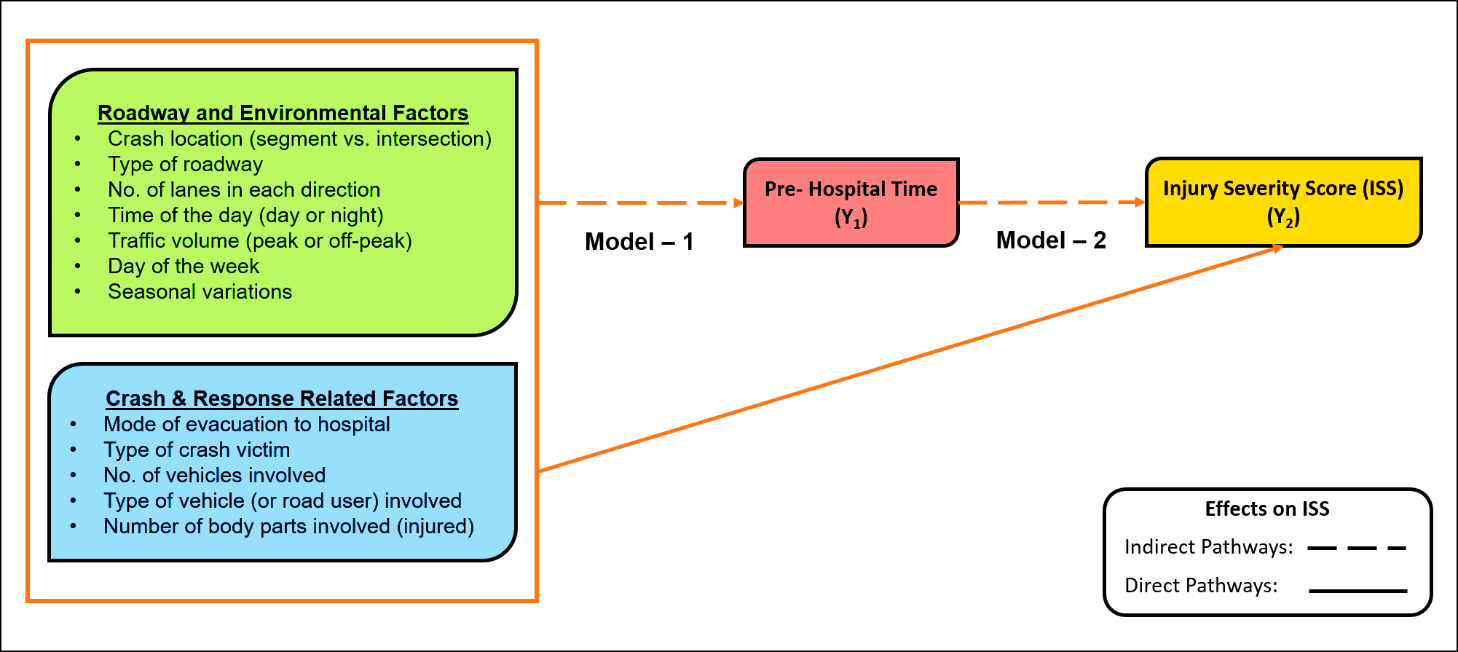 Roadway and Environmental Factors
• Crash location (segment vs. intersection)
• Type of roadway
• No. of lanes in each direction
• Time of the day (day or night)
• Traffic volume (peak or off-peak)
• Day of the week
• Seasonal variations
Crash & Response Related Factors
• Mode of evacuation to hospital
• Type of crash victim
• No. of vehicles involved
• Type of vehicle (or road user) involved
• Number of body parts involved (injured)
Model – 1
Pre- Hospital Time
(Y₁)
Model – 2
Injury Severity Score (ISS)
(Y₂)
Effects on ISS
Indirect Pathways:
Direct Pathways: